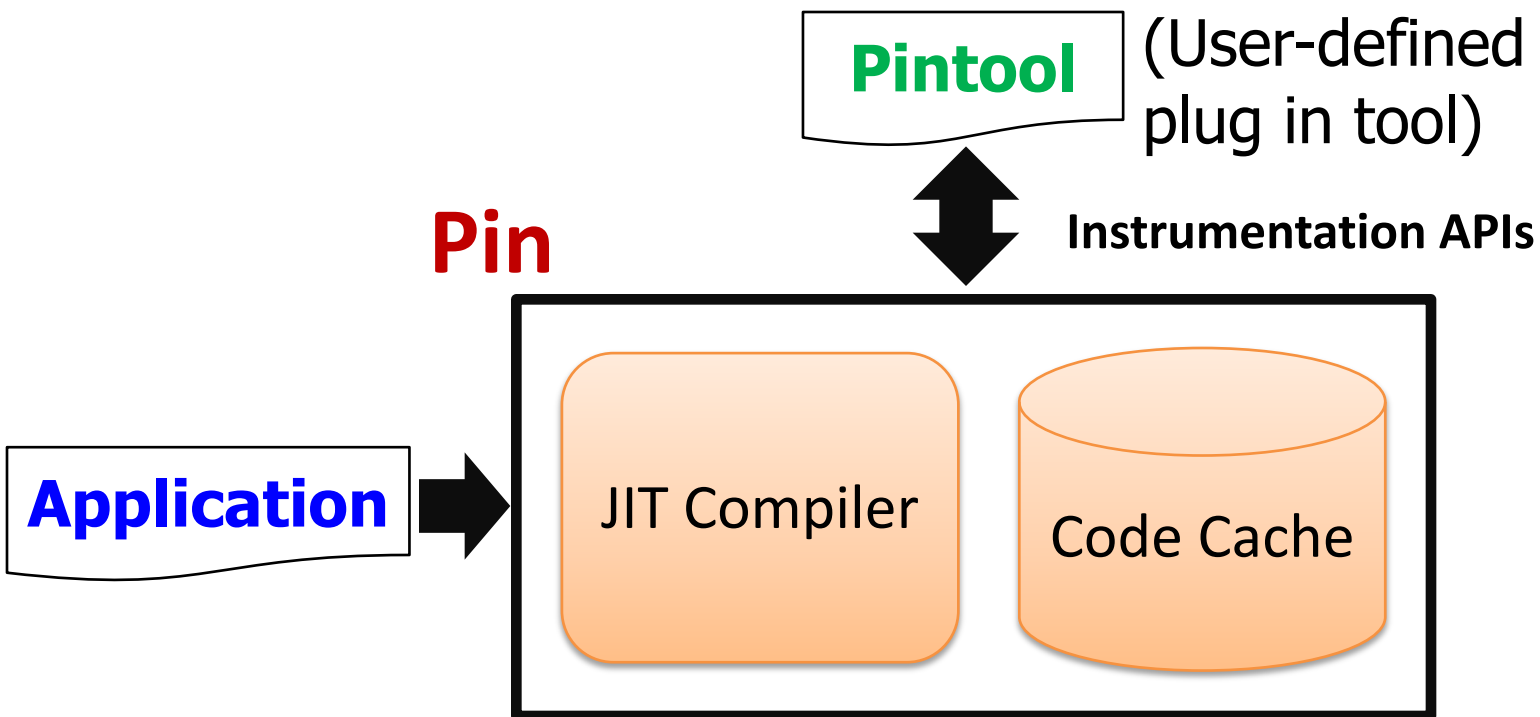 Pintool
(User-defined
plug in tool)
Pin
Instrumentation APIs
Application
JIT Compiler
Code Cache